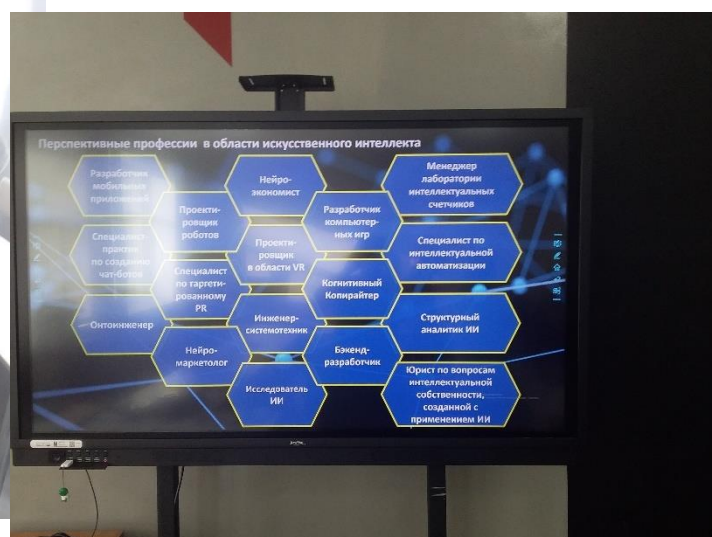 Перспективные профессии в области искусственного интеллекта
Разработчик
мобильных
приложений
Специалист-
практик
по созданию
чат-ботов
Онтоинженер
Проекти-
ровщик
роботов
Специалист
по таргети-
рованному
PR
Нейро-
маркетолог
Нейро-
экономист
Проекти-
ровщик
в области VR
Инженер-
системотехник
Исследователь
ИИ
Разработчик
компьютер-
ных игр
Когнитивный
Копирайтер
Бэкенд-
разработчик
Менеджер
лаборатории
интеллектуальных
счетчиков
Специалист по
интеллектуальной
автоматизации
Структурный
аналитик ИИ
Юрист по вопросам
интеллектуальной
собственности,
созданной с
применением ИИ